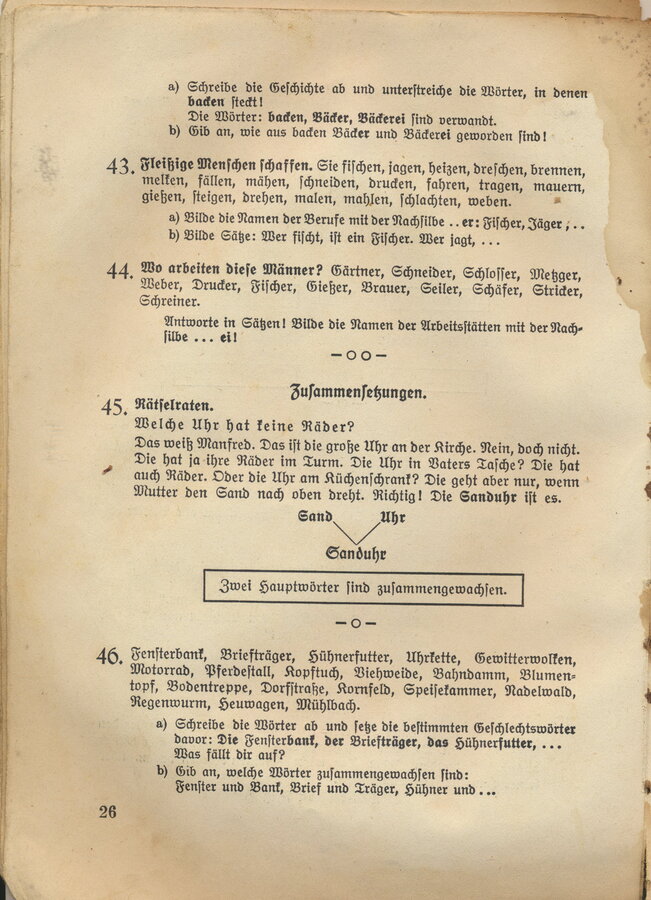 a) Schreibe die Geschichte ab und unterstreiche die Wörter, in denen
backen steckt!
Die Wörter: backen, Bäcker, Bäckerei sind verwandt.
b) Gib an, wie aus backen Bäcker und Bäckerei geworden sind!
43. Fleißige Menschen schaffen. Sie fischen, jagen, heizen, dreschen, brennen,
melken, fällen, mähen, schneiden, drucken, fahren, tragen, mauern,
gießen, steigen, drehen, malen, mahlen, schlachten, weben.
a) Bilde die Namen der Berufe mit der Nachsilbe .. er: Fischer, Jäger , ..
b) Bilde Sätze: Wer fischt, ist ein Fischer. Wer jagt, ...
44. Wo arbeiten diese Männer? Gärtner, Schneider, Schlosser, Metzger,
Weber, Drucker, Fischer, Gießer, Brauer, Seiler, Schäfer, Stricker,
Schreiner.
Antworte in Sätzen! Bilde die Namen der Arbeitsstätten mit der Nach-
silbe ... ei!
Zusammensetzungen.
45. Rätselraten.
Welche Uhr hat keine Räder?
Das weiß Manfred. Das ist die große Uhr an der Kirche. Nein, doch nicht.
Die hat ja ihre Räder im Turm. Die Uhr in Vaters Tasche? Die hat
auch Räder. Oder die Uhr am Küchenschrank? Die geht aber nur, wenn
Mutter den Sand nach oben dreht. Richtig! Die Sanduhr ist es.
Sand Uhr
Sanduhr
Zwei Hauptwörter sind zusammengewachsen.
46. Fensterbank, Briefträger, Hühnerfutter, Uhrkette, Gewitterwolken,
Motorrad, Pferdestall, Kopftuch, Viehweide, Bahndamm, Blumen-
topf, Bodentreppe, Dorfstraße, Kornfeld, Speisekammer, Nadelwald,
Regenwurm, Heuwagen, Mühlbach.
a) Schreibe die Wörter ab und setze die bestimmten Geschlechtswörter
davor: Die Fensterbank, der Briefträger, das Hühnerfutter, ...
Was fällt dir auf?
b) Gib an, welche Wörter zusammengewachsen sind:
Fenster und Bank, Brief und Träger, Hühner und ...
26